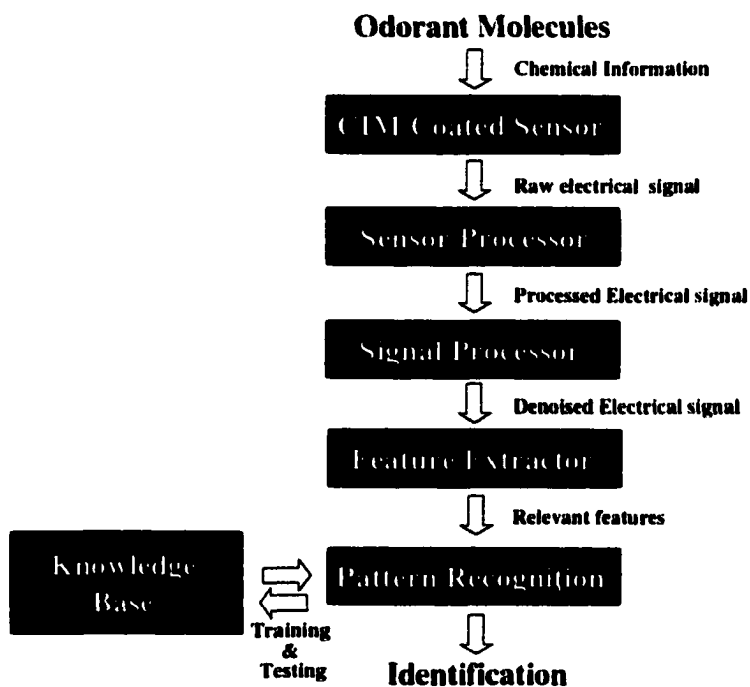 Odorant Molecules
Chemical Information
CIM Coated Sensor
Raw electrical signal
Sensor Processor
Processed Electrical signal
Signal Processor
Denoised Electrical signal
Feature Extractor
Relevant features
Knowledge
Base
Pattern Recognition
Training
&
Testing
Identification